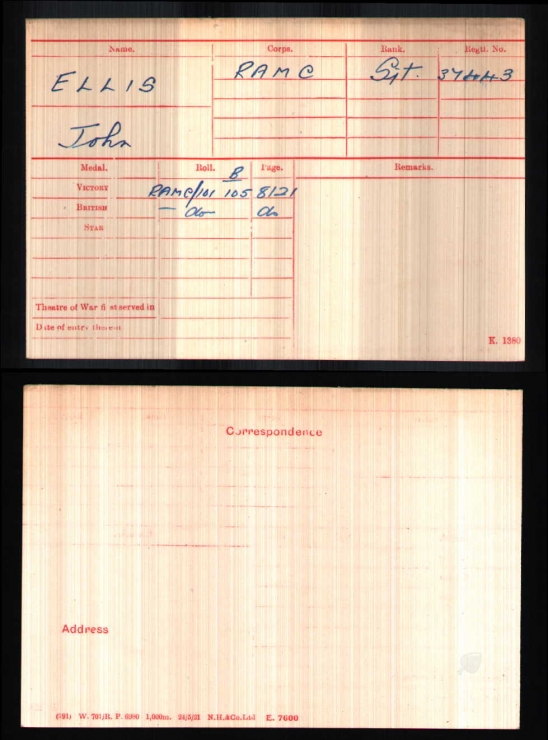 Name. Corps. Rank. Regtl. No.
ELLIS RAMC Sgt. 37443
John
Medal. Roll. B Page. Remarks.
VICTORY RAMC/101 105 8121
BRITISH — do — do
STAR
Theatre of War first served in
Date of entry therein
K. 1380
Correspondence
Address
W. 701/R. P. 6980 1,000m. 24/5/21 N.H.&Co.Ltd E. 7600